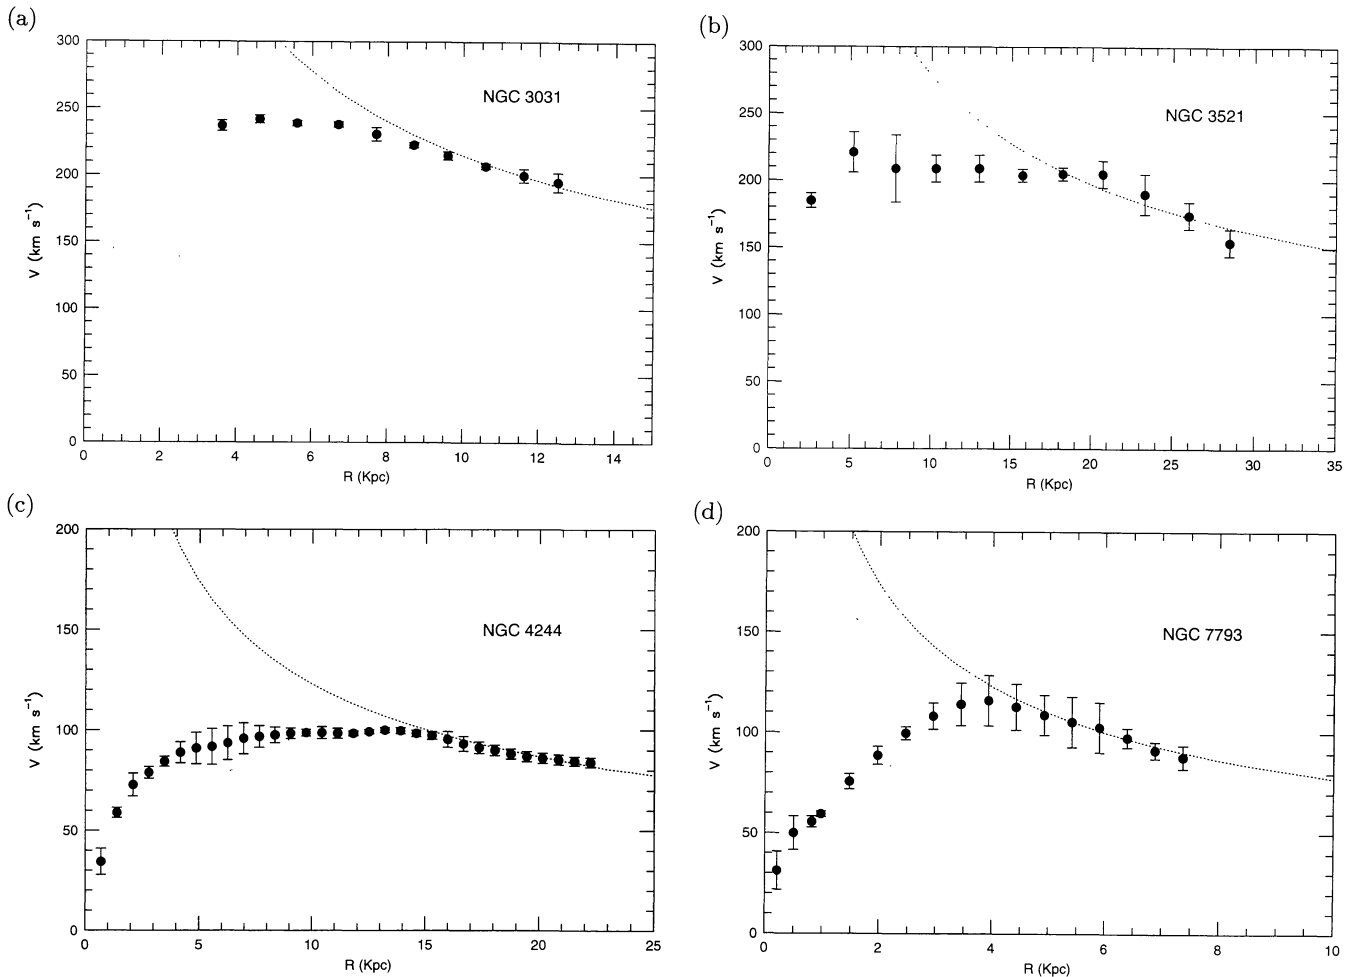 (a)
300
250
200
150
100
50
0
V (km s⁻¹)
NGC 3031
0 2 4 6 8 10 12 14
R (Kpc)
(b)
300
250
200
150
100
50
0
V (km s⁻¹)
NGC 3521
0 5 10 15 20 25 30 35
R (Kpc)
(c)
200
150
100
50
0
V (km s⁻¹)
NGC 4244
0 5 10 15 20 25
R (Kpc)
(d)
200
150
100
50
0
V (km s⁻¹)
NGC 7793
0 2 4 6 8 10
R (Kpc)